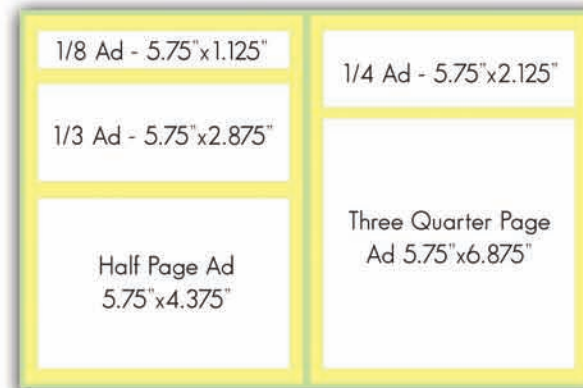 1/8 Ad - 5.75"x1.125"
1/3 Ad - 5.75"x2.875"
Half Page Ad
5.75"x4.375"
1/4 Ad - 5.75"x2.125"
Three Quarter Page
Ad 5.75"x6.875"